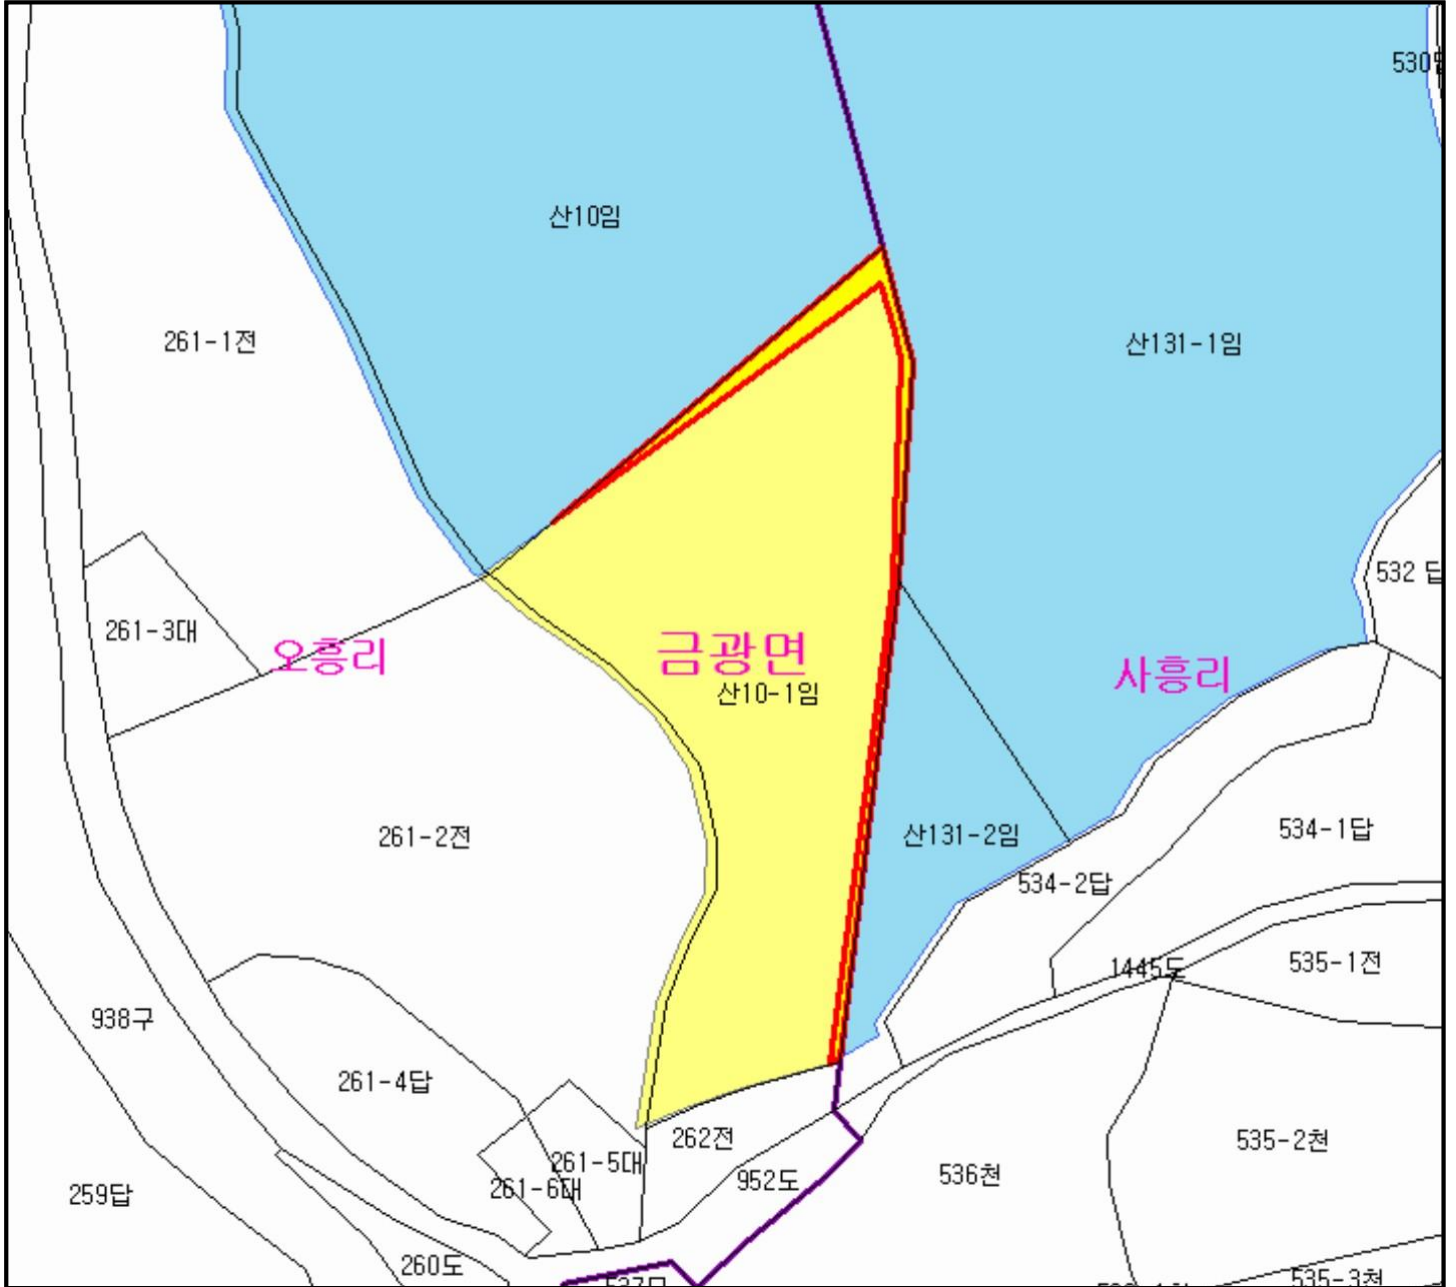 530답
산10임
261-1전
산131-1임
532 답
261-3대
오흥리
금광면
사흥리
산10-1임
261-2전
산131-2임
534-1답
534-2답
1445도
535-1전
938구
261-4답
262전
535-2천
261-5대
952도
536천
261-6대
259답
260도
535-3천